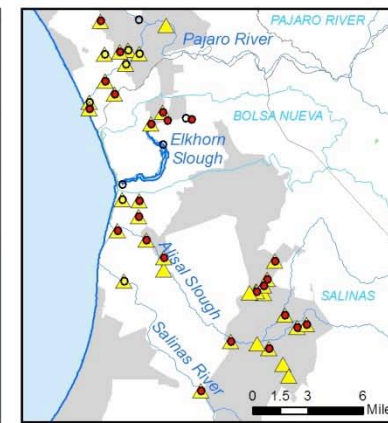 PAJARO RIVER
Pajaro River
BOLSA NUEVA
Elkhorn
Slough
Alisal Slough
SALINAS
Salinas River
0 1.5 3 6
Mile